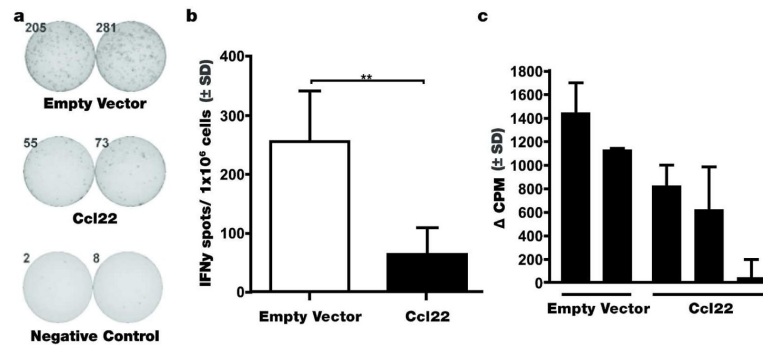 a
205 281
Empty Vector
55 73
Ccl22
2 8
Negative Control
b
IFNγ spots/ 1x10⁶ cells (± SD)
400
300
200
100
0
**
Empty Vector Ccl22
c
Δ CPM (± SD)
1800
1600
1400
1200
1000
800
600
400
200
0
Empty Vector Ccl22